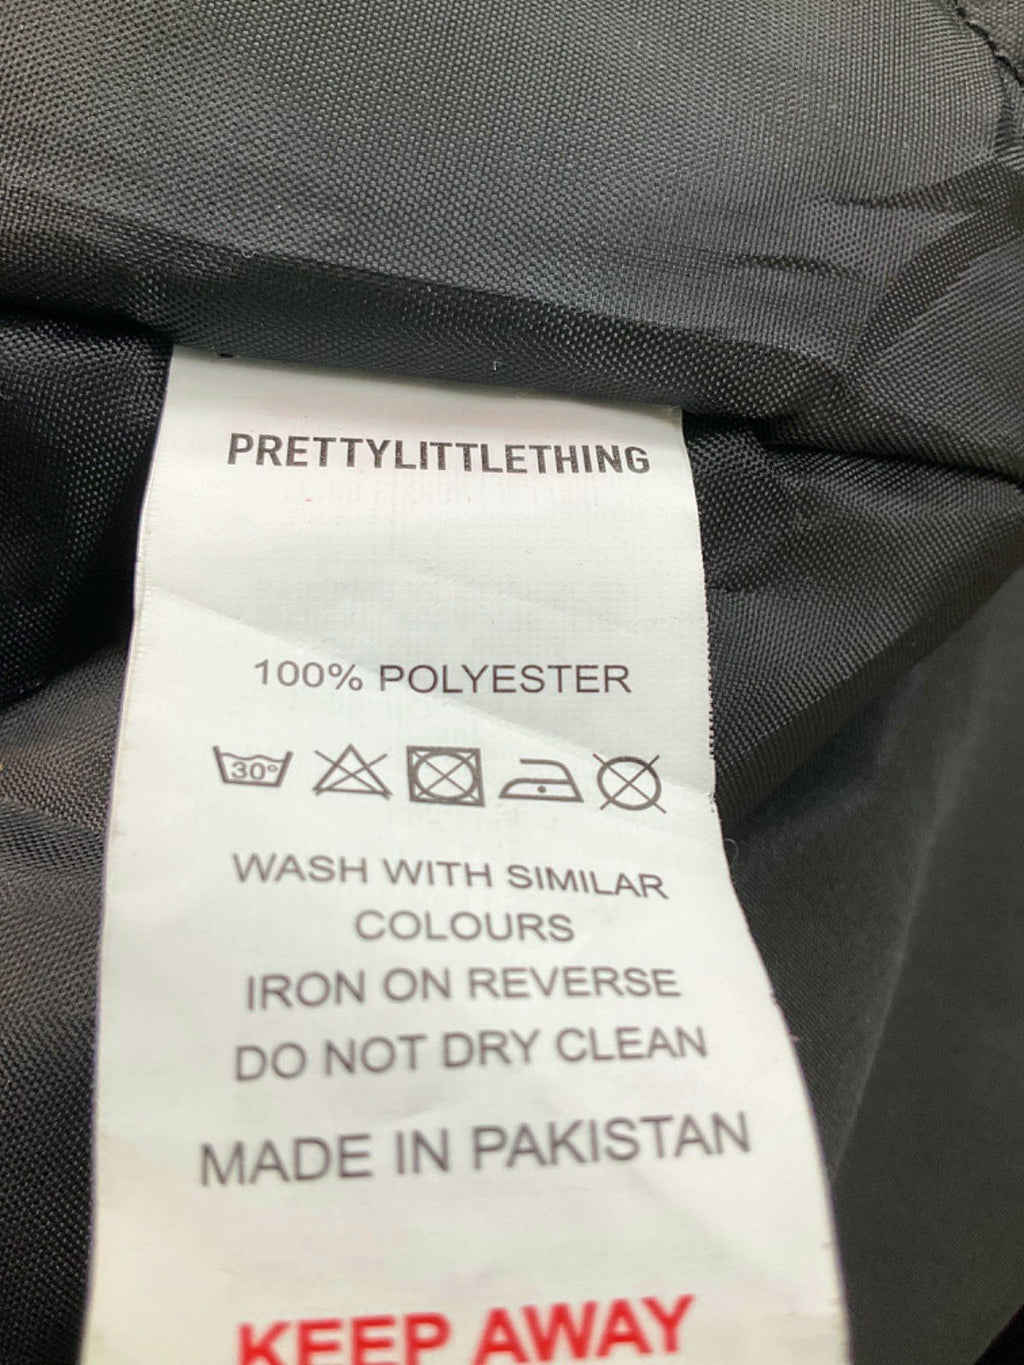 PRETTYLITTLETHING
100% POLYESTER
30°
WASH WITH SIMILAR
COLOURS
IRON ON REVERSE
DO NOT DRY CLEAN
MADE IN PAKISTAN
KEEP AWAY